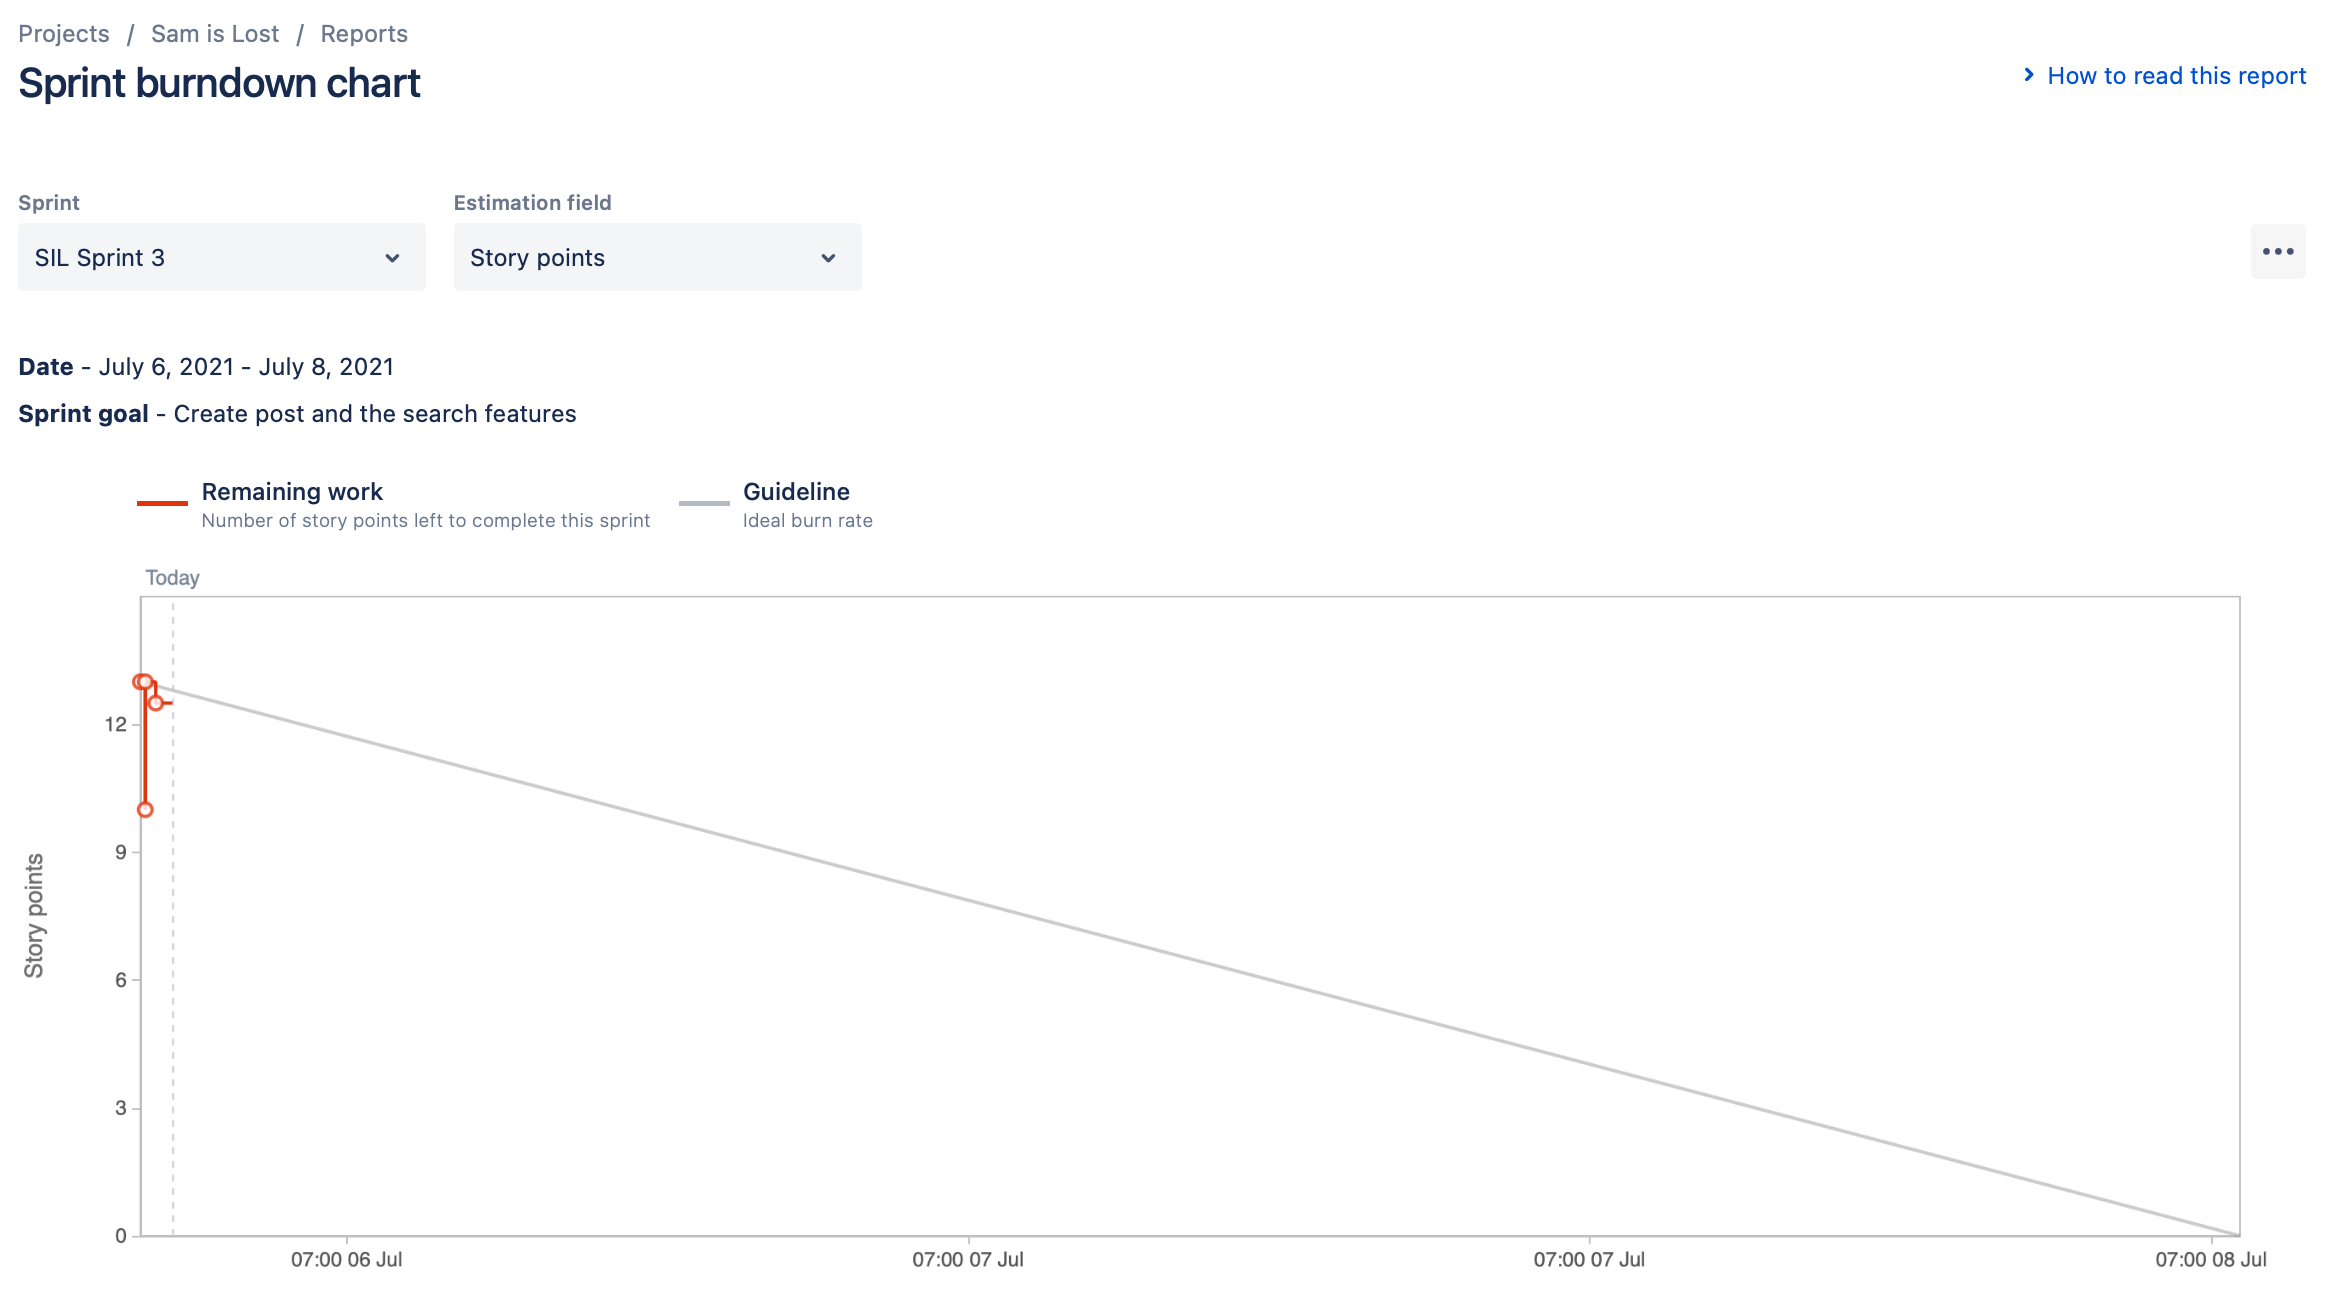 Projects / Sam is Lost / Reports
Sprint burndown chart
How to read this report
Sprint
Estimation field
SIL Sprint 3
Story points
Date - July 6, 2021 - July 8, 2021
Sprint goal - Create post and the search features
Remaining work
Number of story points left to complete this sprint
Guideline
Ideal burn rate
Today
12
9
6
3
0
Story points
07:00 06 Jul
07:00 07 Jul
07:00 07 Jul
07:00 08 Jul